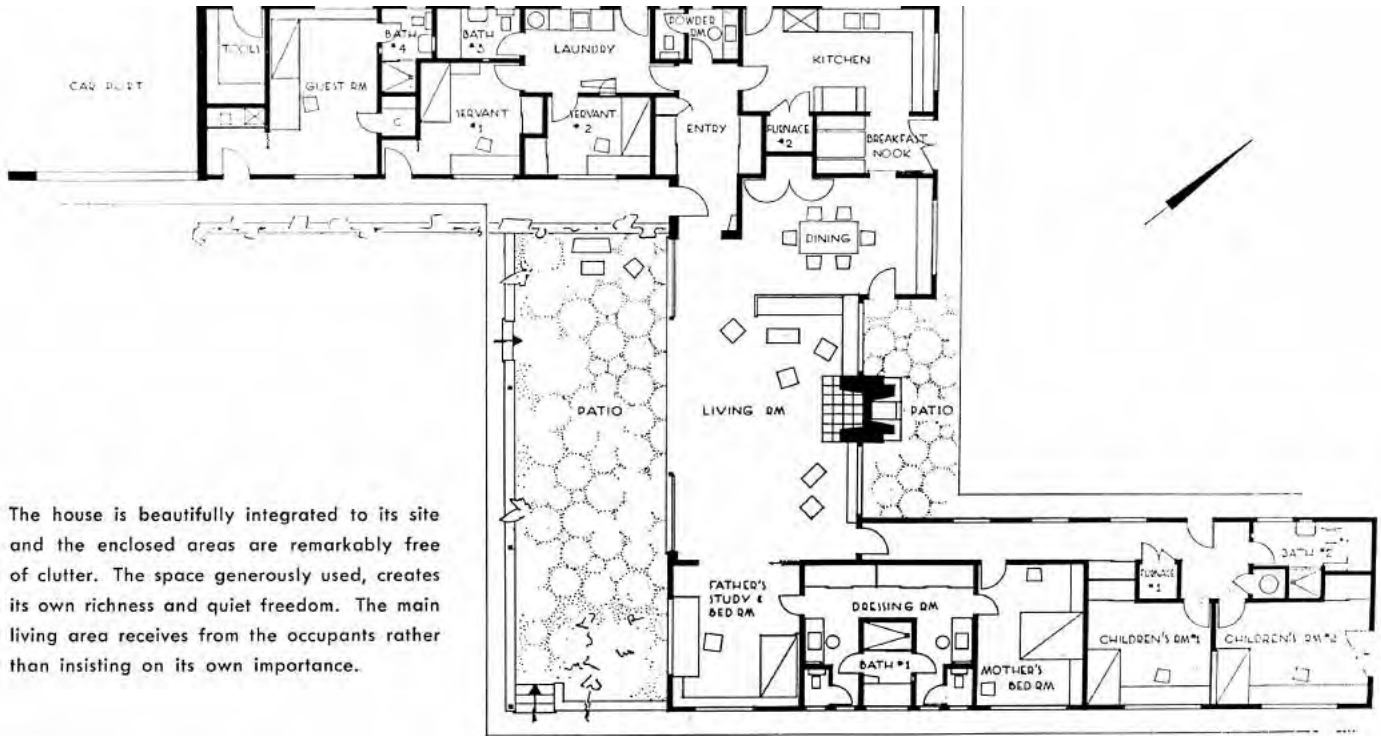 TOOLS
BATH
#4
BATH
#3
LAUNDRY
POWDER
RM
KITCHEN
CAR PORT
GUEST RM
C
SERVANT
#1
SERVANT
#2
ENTRY
FURNACE
#2
BREAKFAST
NOOK
DINING
PATIO
LIVING RM
PATIO
The house is beautifully integrated to its site
and the enclosed areas are remarkably free
of clutter. The space generously used, creates
its own richness and quiet freedom. The main
living area receives from the occupants rather
than insisting on its own importance.
FATHER'S
STUDY &
BED RM
DRESSING RM
BATH #1
MOTHER'S
BED RM
FURNACE
#1
BATH #2
CHILDREN'S RM #1
CHILDREN'S RM #2